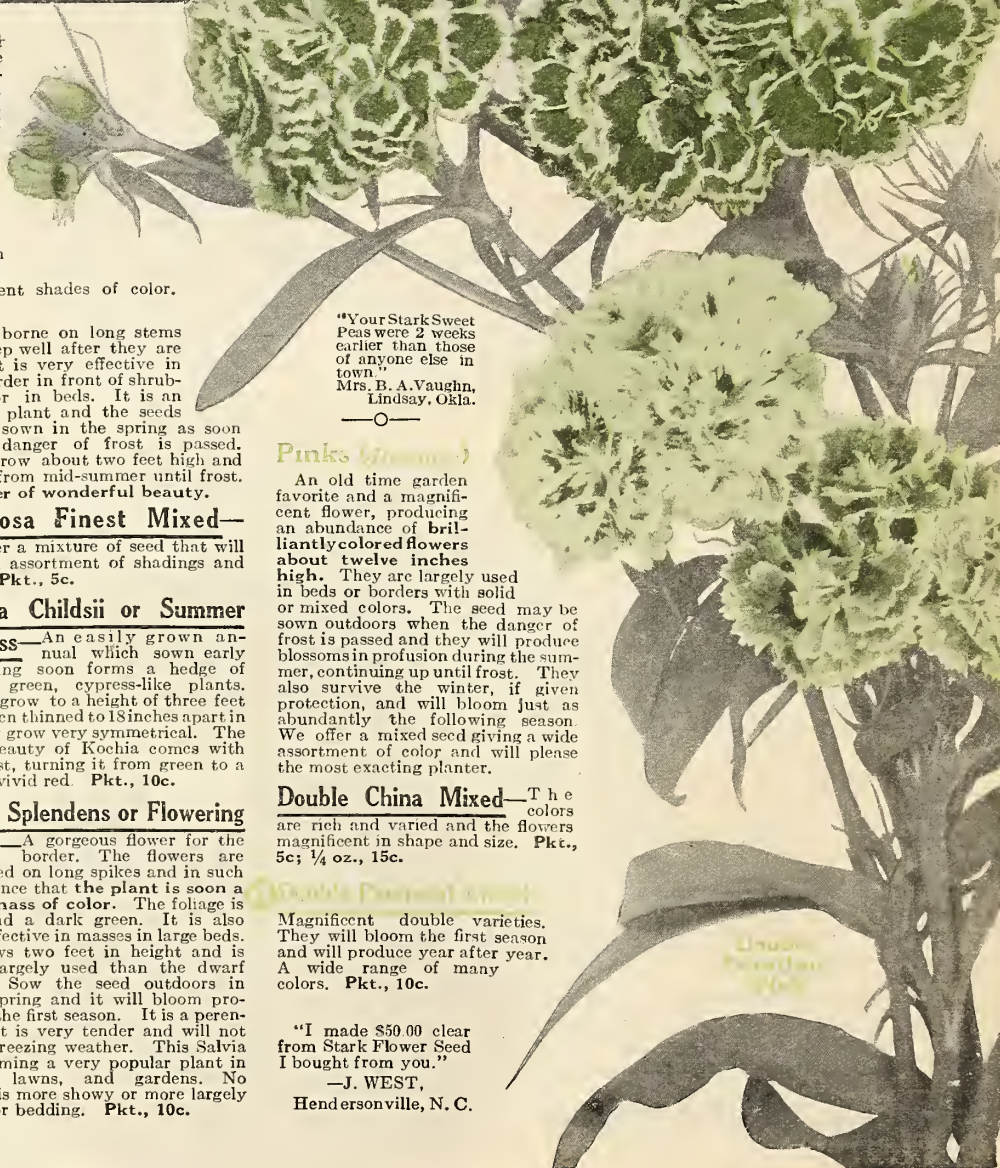 ent shades of color.
borne on long stems
ep well after they are
t is very effective in
rder in front of shrub-
r in beds. It is an
plant and the seeds
sown in the spring as soon
danger of frost is passed.
row about two feet high and
from mid-summer until frost.
er of wonderful beauty.
osa Finest Mixed—
er a mixture of seed that will
assortment of shadings and
Pkt., 5c.
a Childsii or Summer
ss—An easily grown an-
nual which sown early
ng soon forms a hedge of
green, cypress-like plants.
grow to a height of three feet
en thinned to 18 inches apart in
grow very symmetrical. The
eauty of Kochia comes with
st, turning it from green to a
vivid red. Pkt., 10c.
Splendens or Flowering
—A gorgeous flower for the
border. The flowers are
ed on long spikes and in such
nce that the plant is soon a
mass of color. The foliage is
nd a dark green. It is also
fective in masses in large beds.
ws two feet in height and is
argely used than the dwarf
Sow the seed outdoors in
pring and it will bloom pro-
the first season. It is a peren-
t is very tender and will not
reezing weather. This Salvia
ming a very popular plant in
lawns, and gardens. No
is more showy or more largely
r bedding. Pkt., 10c.
"Your Stark Sweet
Peas were 2 weeks
earlier than those
of anyone else in
town."
Mrs. B. A. Vaughn,
Lindsay, Okla.
Pinks
An old time garden
favorite and a magnifi-
cent flower, producing
an abundance of bril-
liantly colored flowers
about twelve inches
high. They are largely used
in beds or borders with solid
or mixed colors. The seed may be
sown outdoors when the danger of
frost is passed and they will produce
blossoms in profusion during the sum-
mer, continuing up until frost. They
also survive the winter, if given
protection, and will bloom just as
abundantly the following season.
We offer a mixed seed giving a wide
assortment of color and will please
the most exacting planter.
Double China Mixed—The
colors
are rich and varied and the flowers
magnificent in shape and size. Pkt.,
5c; ¼ oz., 15c.
Double Perennial
Magnificent double varieties.
They will bloom the first season
and will produce year after year.
A wide range of many
colors. Pkt., 10c.
"I made $50.00 clear
from Stark Flower Seed
I bought from you."
—J. WEST,
Hendersonville, N. C.
Double